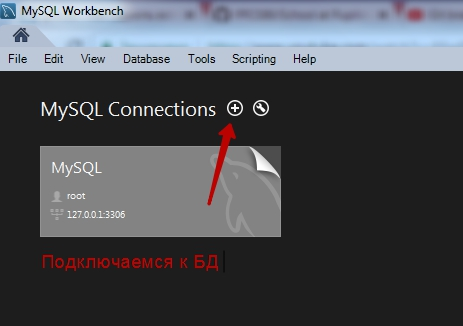 MySQL Workbench
File Edit View Database Tools Scripting Help
MySQL Connections
MySQL
root
127.0.0.1:3306
Подключаемся к БД